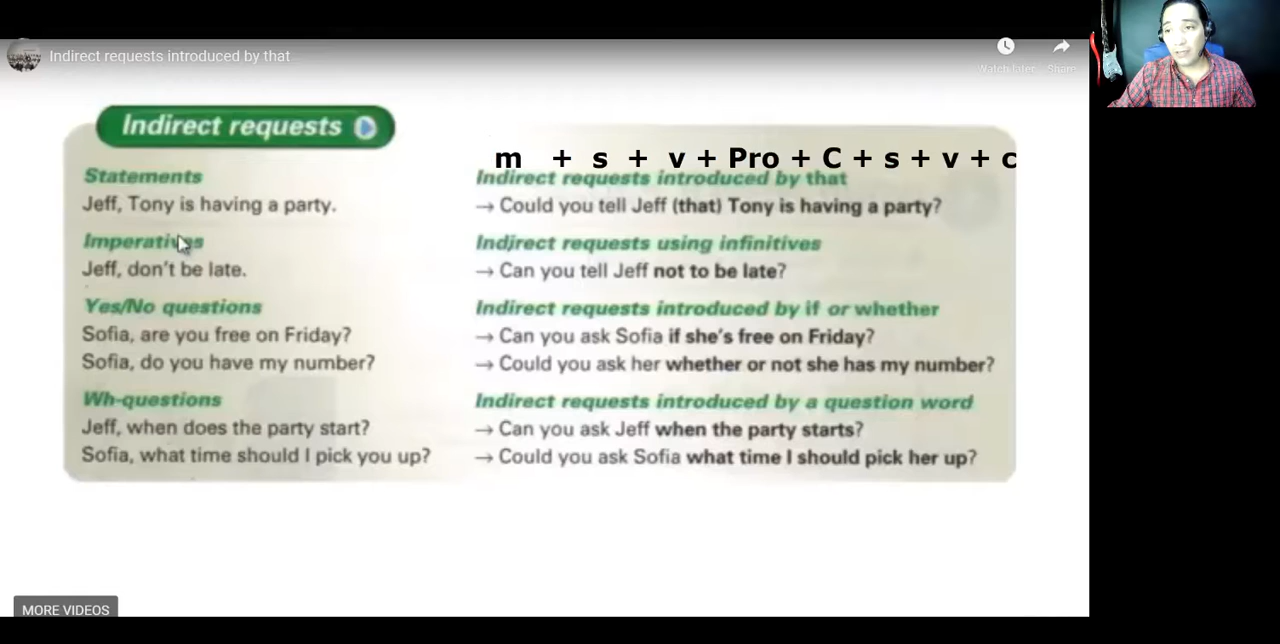 Indirect requests introduced by that
Watch later Share
Indirect requests
m + s + v + Pro + C + s + v + c
Statements
Indirect requests introduced by that
Jeff, Tony is having a party.
→ Could you tell Jeff (that) Tony is having a party?
Imperatives
Indirect requests using infinitives
Jeff, don't be late.
→ Can you tell Jeff not to be late?
Yes/No questions
Indirect requests introduced by if or whether
Sofia, are you free on Friday?
→ Can you ask Sofia if she's free on Friday?
Sofia, do you have my number?
→ Could you ask her whether or not she has my number?
Wh-questions
Indirect requests introduced by a question word
Jeff, when does the party start?
→ Can you ask Jeff when the party starts?
Sofia, what time should I pick you up?
→ Could you ask Sofia what time I should pick her up?
MORE VIDEOS